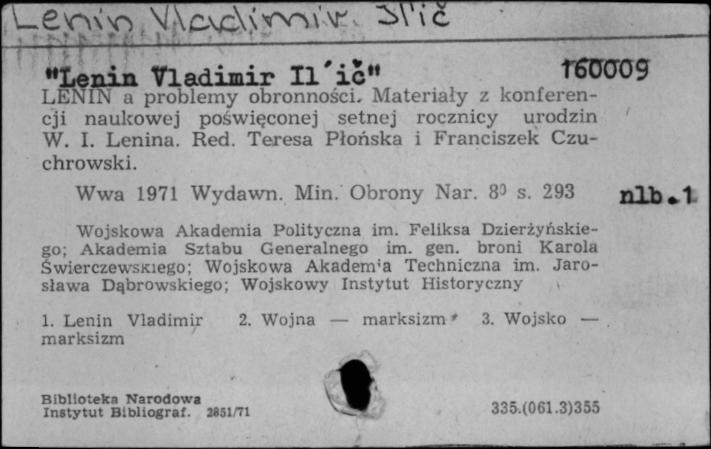 Lenin Vladimir Il'ič
"Lenin Vladimir Il'ič" 160009
LENIN a problemy obronności. Materiały z konferen-
cji naukowej poświęconej setnej rocznicy urodzin
W. I. Lenina. Red. Teresa Płońska i Franciszek Czu-
chrowski.
Wwa 1971 Wydawn. Min. Obrony Nar. 8⁰ s. 293 nlb.1
Wojskowa Akademia Polityczna im. Feliksa Dzierżyńskie-
go; Akademia Sztabu Generalnego im. gen. broni Karola
Świerczewskiego; Wojskowa Akademia Techniczna im. Jaro-
sława Dąbrowskiego; Wojskowy Instytut Historyczny
1. Lenin Vladimir 2. Wojna — marksizm 3. Wojsko —
marksizm
Biblioteka Narodowa
Instytut Bibliograf. 2851/71 335.(061.3)355